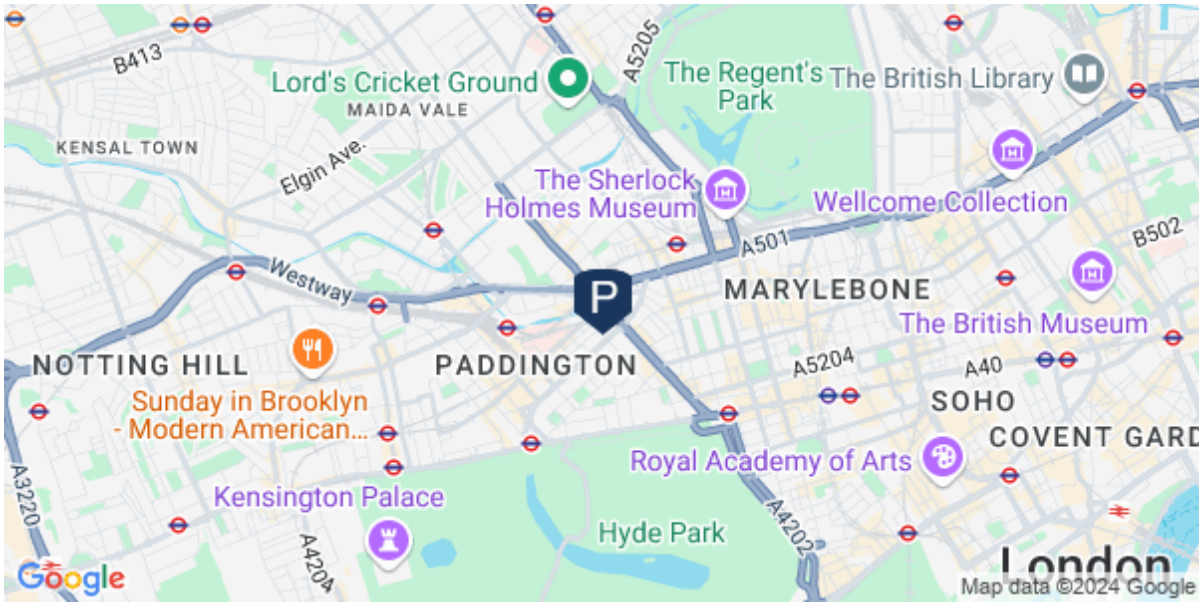 B413
A5205
Lord's Cricket Ground
MAIDA VALE
The Regent's
Park
The British Library
KENSAL TOWN
Elgin Ave.
The Sherlock
Holmes Museum
Wellcome Collection
A501
B502
Westway
P
MARYLEBONE
The British Museum
NOTTING HILL
PADDINGTON
A5204
A40
Sunday in Brooklyn
- Modern American...
SOHO
COVENT GARD
Royal Academy of Arts
A3220
Kensington Palace
A4204
Hyde Park
A4202
London
Google
Map data ©2024 Google